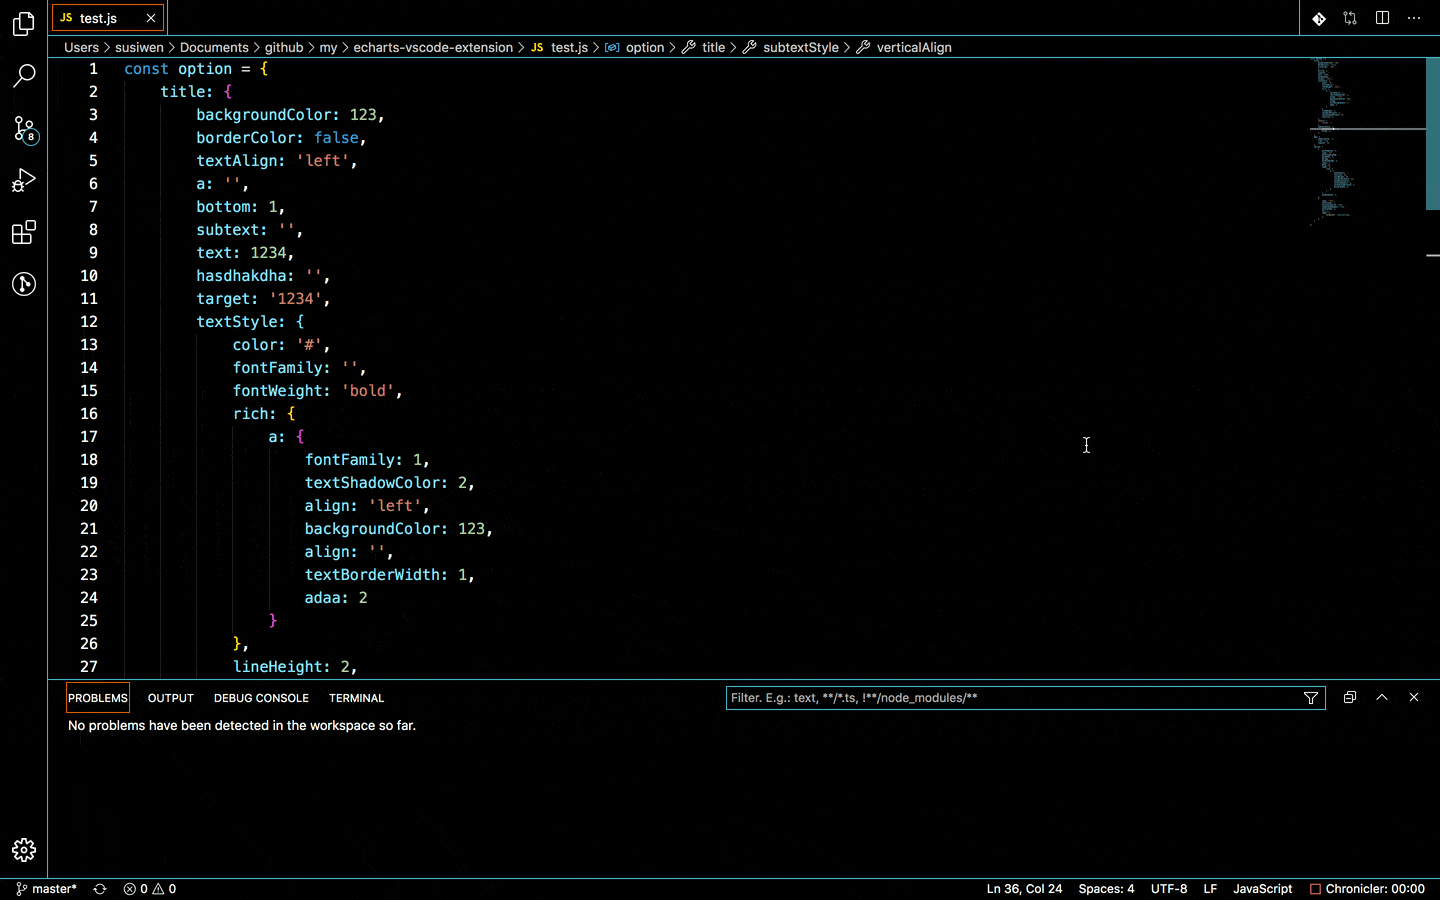 JS test.js
Users > susiwen > Documents > github > my > echarts-vscode-extension > JS test.js > option > title > subtextStyle > verticalAlign
1 const option = {
2 title: {
3 backgroundColor: 123,
4 borderColor: false,
5 textAlign: 'left',
6 a: '',
7 bottom: 1,
8 subtext: '',
9 text: 1234,
10 hasdhakdha: '',
11 target: '1234',
12 textStyle: {
13 color: '#',
14 fontFamily: '',
15 fontWeight: 'bold',
16 rich: {
17 a: {
18 fontFamily: 1,
19 textShadowColor: 2,
20 align: 'left',
21 backgroundColor: 123,
22 align: '',
23 textBorderWidth: 1,
24 adaa: 2
25 }
26 },
27 lineHeight: 2,
8
PROBLEMS OUTPUT DEBUG CONSOLE TERMINAL Filter. E.g.: text, **/*.ts, !**/node_modules/**
No problems have been detected in the workspace so far.
master* 0 0 Ln 36, Col 24 Spaces: 4 UTF-8 LF JavaScript Chronicler: 00:00